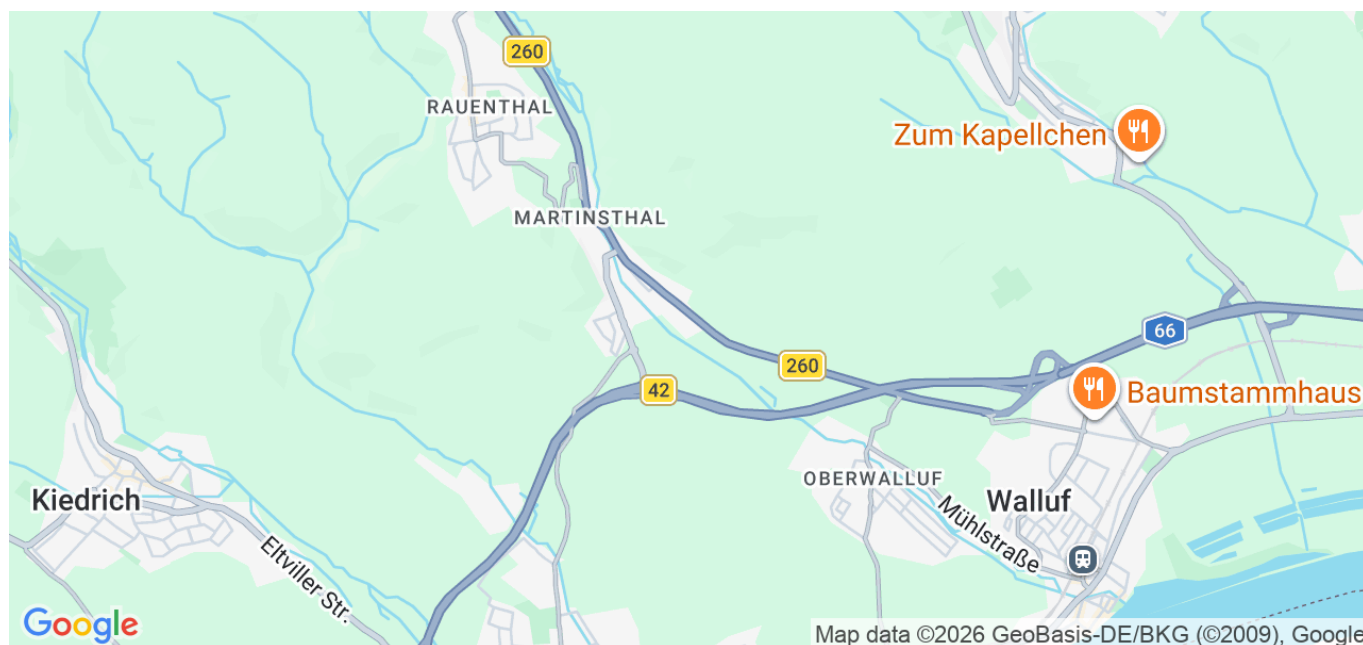 260
RAUENTHAL
Zum Kapellchen
MARTINSTHAL
66
260
42
Baumstammhaus
OBERWALLUF
Kiedrich
Walluf
Mühlstraße
Eltviller Str.
Google
Map data ©2026 GeoBasis-DE/BKG (©2009), Google